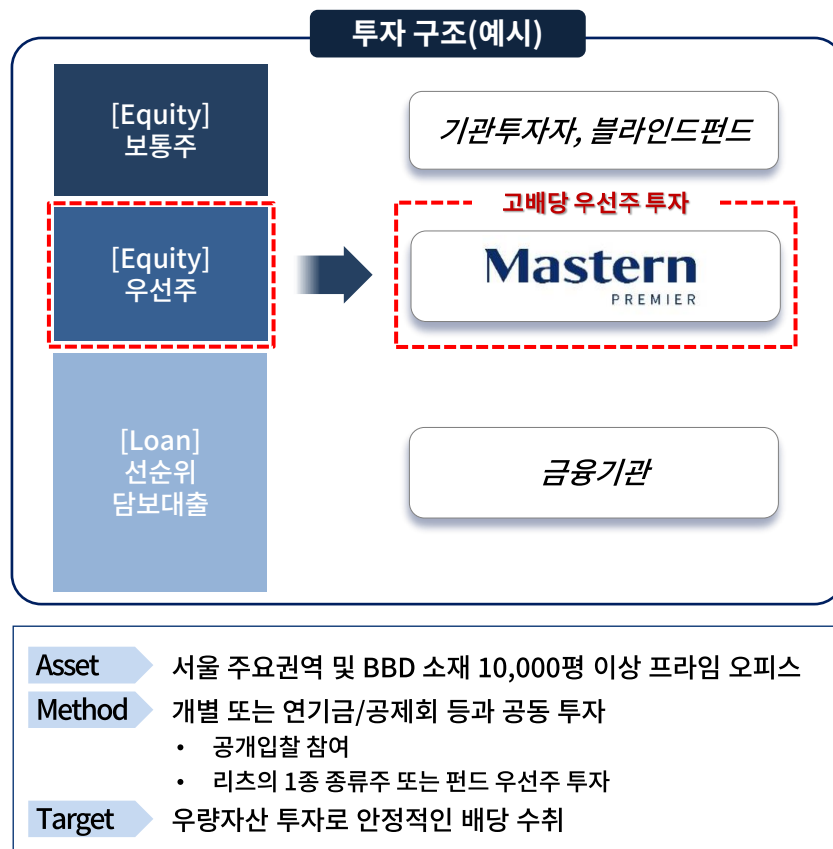 투자 구조(예시)
[Equity]
보통주
기관투자자, 블라인드펀드
고배당 우선주 투자
[Equity]
우선주
Mastern
PREMIER
[Loan]
선순위
담보대출
금융기관
Asset 서울 주요권역 및 BBD 소재 10,000평 이상 프라임 오피스
Method 개별 또는 연기금/공제회 등과 공동 투자
• 공개입찰 참여
• 리츠의 1종 종류주 또는 펀드 우선주 투자
Target 우량자산 투자로 안정적인 배당 수취